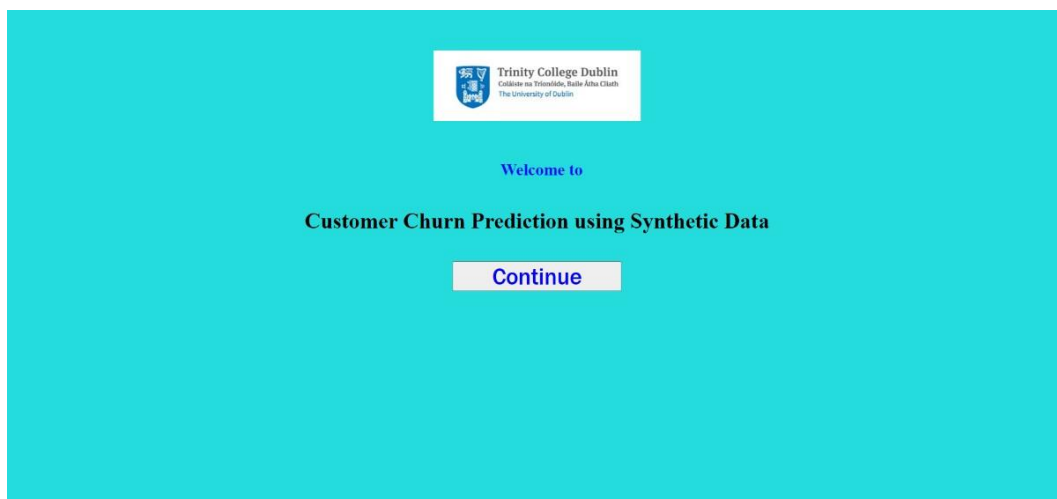 Trinity College Dublin
Coláiste na Tríonóide, Baile Átha Cliath
The University of Dublin
Welcome to
Customer Churn Prediction using Synthetic Data
Continue